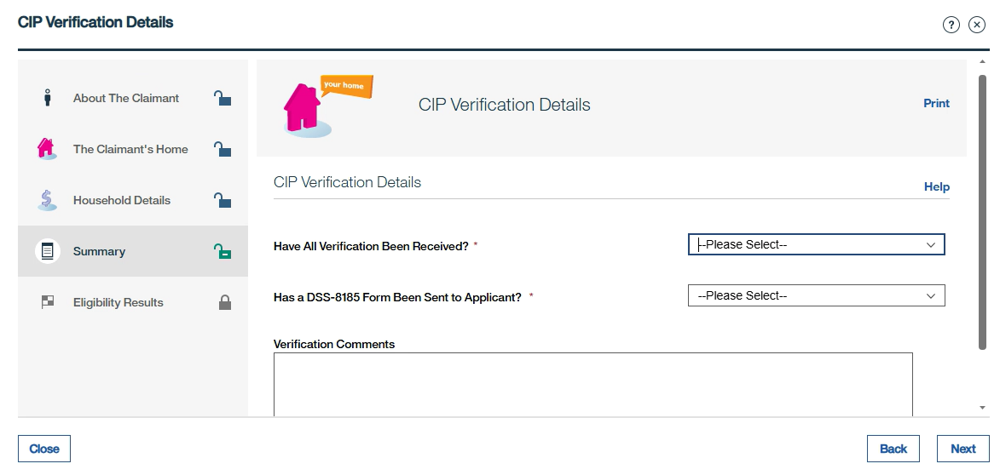 CIP Verification Details
?
About The Claimant
The Claimant's Home
Household Details
Summary
Eligibility Results
your home
CIP Verification Details
Print
CIP Verification Details
Help
Have All Verification Been Received? *
--Please Select--
Has a DSS-8185 Form Been Sent to Applicant? *
--Please Select--
Verification Comments
Close
Back
Next